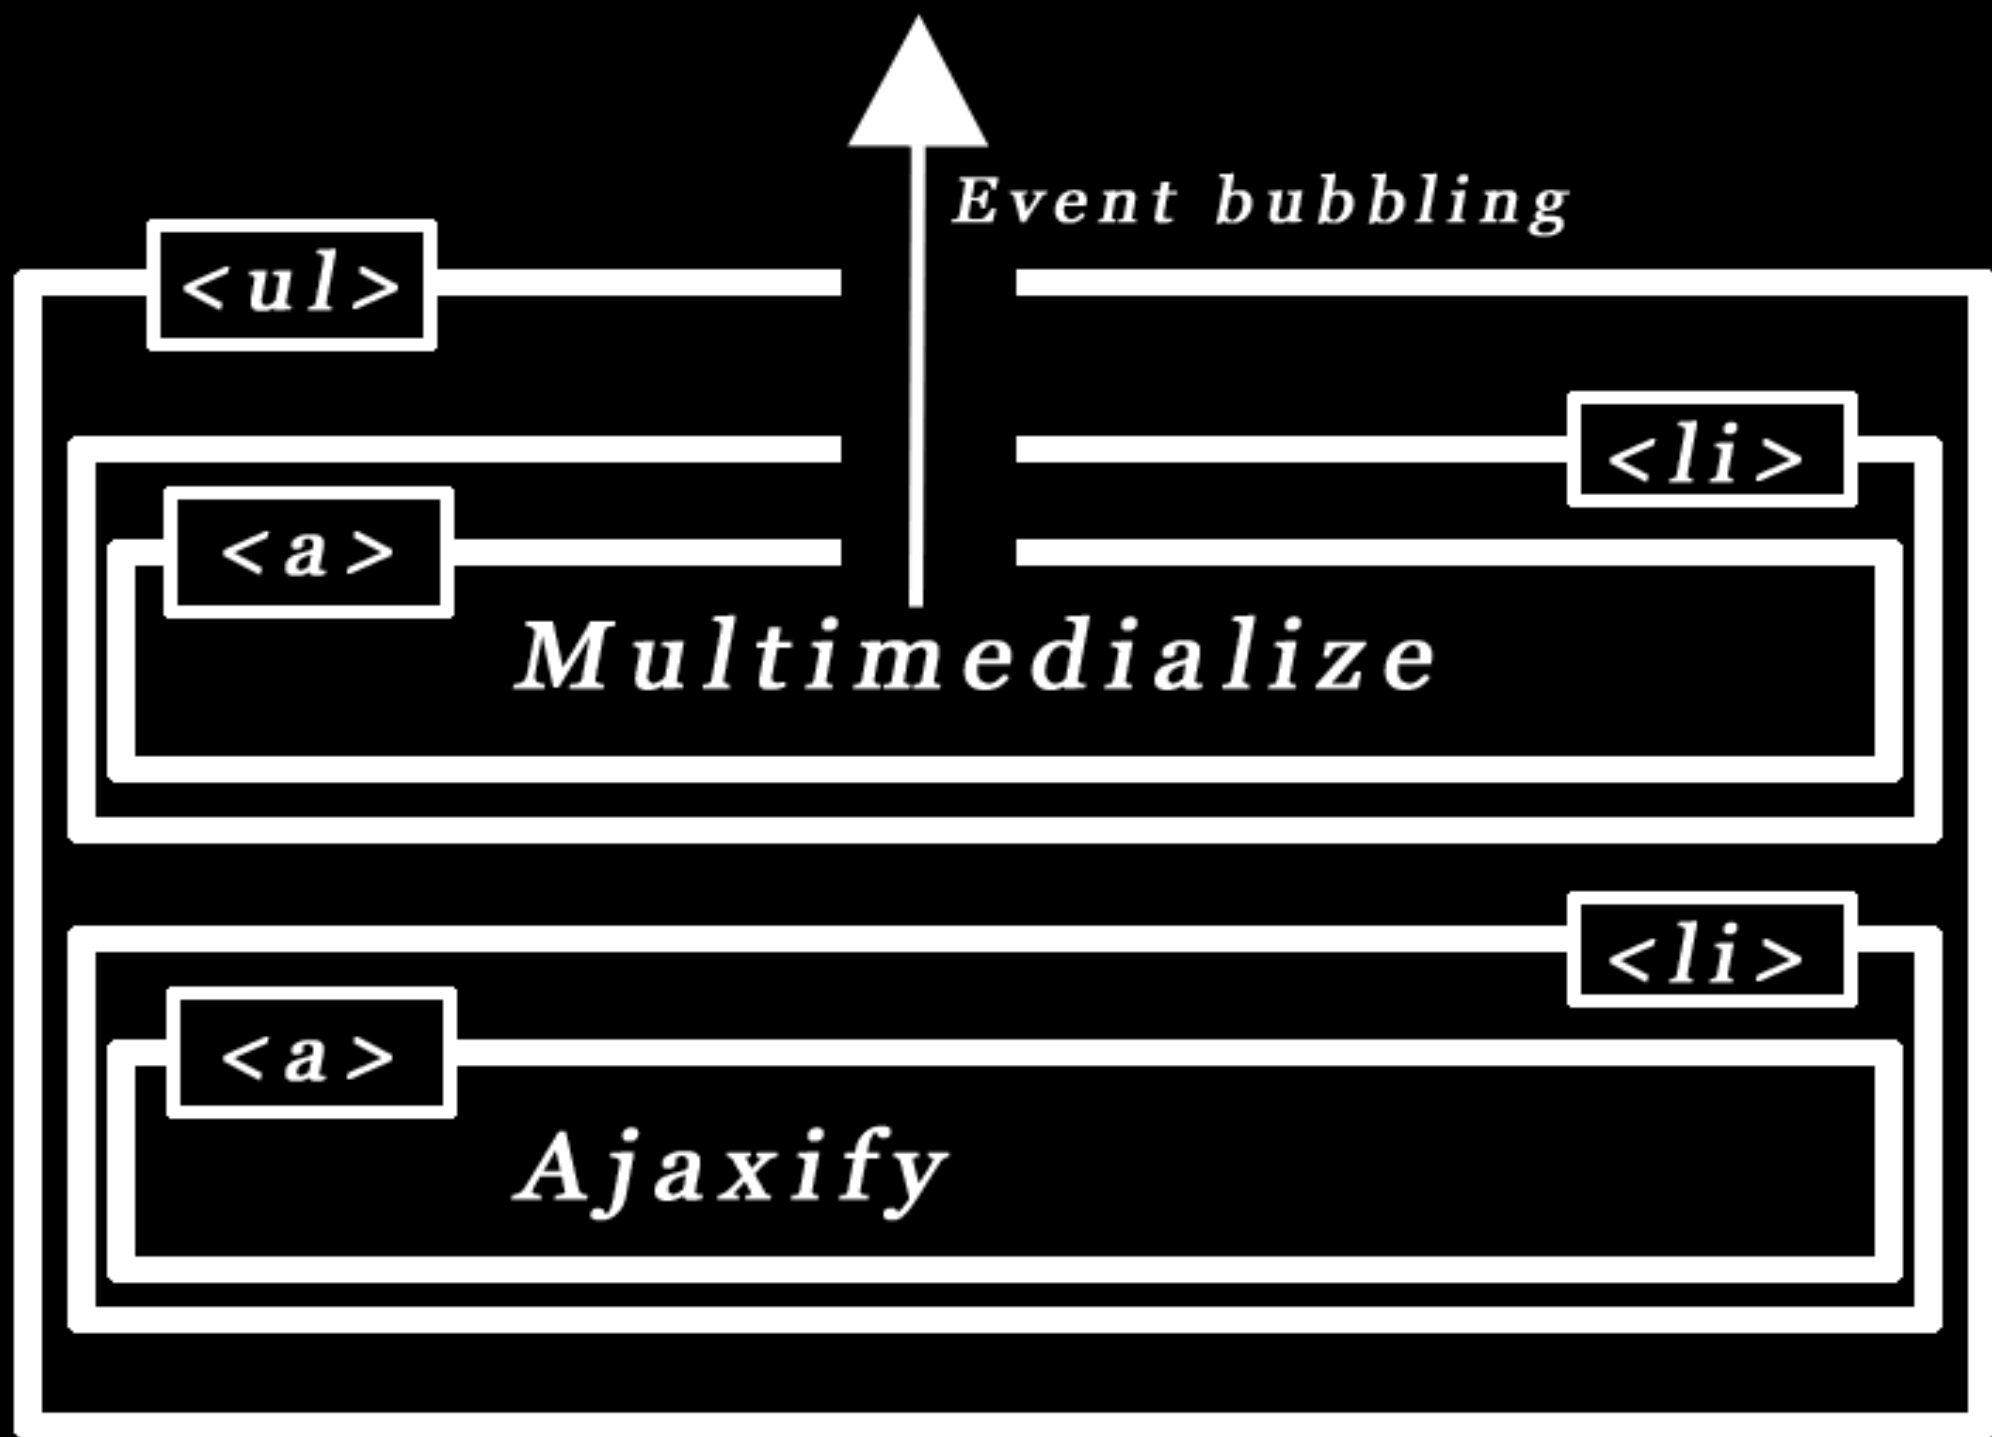 Event bubbling
<ul>
<li>
<a>
Multimedialize
<li>
<a>
Ajaxify